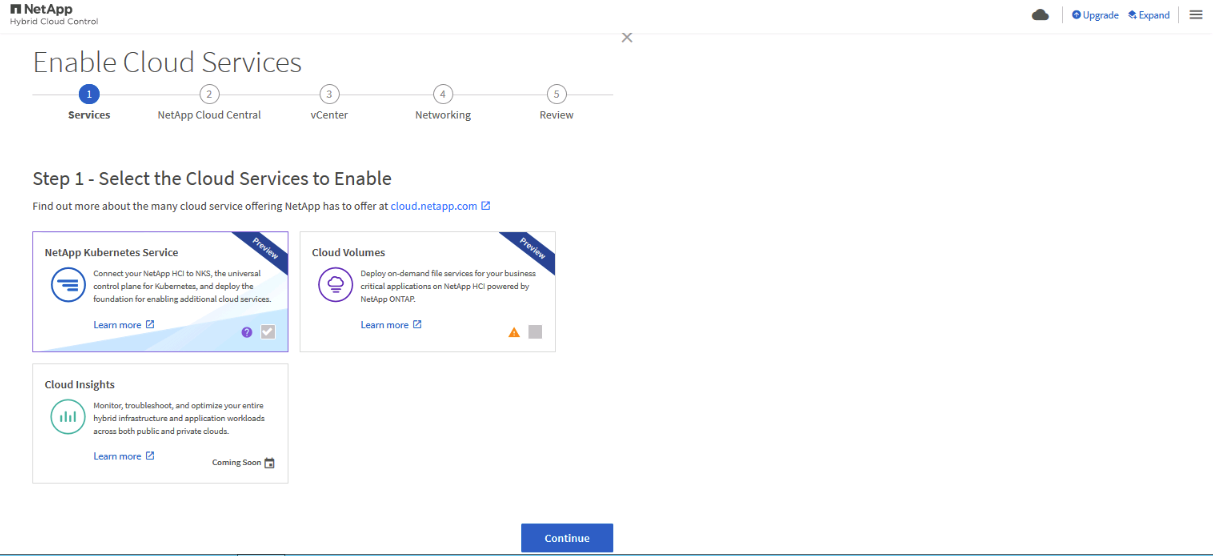 NetApp
Hybrid Cloud Control
Upgrade
Expand
Enable Cloud Services
1
2
3
4
5
Services
NetApp Cloud Central
vCenter
Networking
Review
Step 1 - Select the Cloud Services to Enable
Find out more about the many cloud service offering NetApp has to offer at cloud.netapp.com
NetApp Kubernetes Service
Preview
Connect your NetApp HCI to NKS, the universal
control plane for Kubernetes, and deploy the
foundation for enabling additional cloud services.
Learn more
?
Cloud Volumes
Preview
Deploy on-demand file services for your business
critical applications on NetApp HCI powered by
NetApp ONTAP.
Learn more
Cloud Insights
Monitor, troubleshoot, and optimize your entire
hybrid infrastructure and application workloads
across both public and private clouds.
Learn more
Coming Soon
Continue